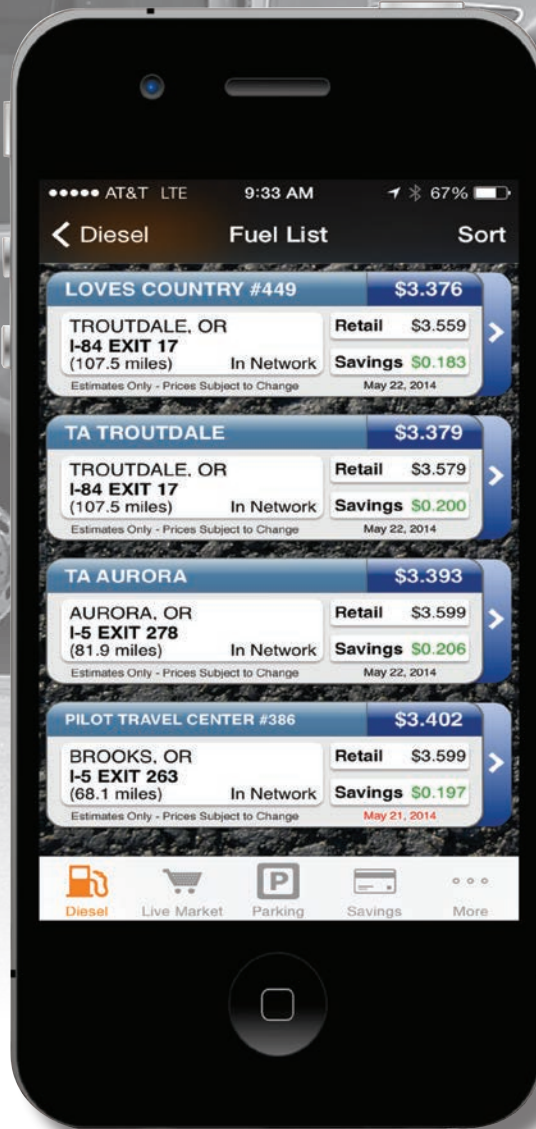 AT&T LTE 9:33 AM 67%
Diesel Fuel List Sort
LOVES COUNTRY #449 $3.376
TROUTDALE, OR Retail $3.559
I-84 EXIT 17
(107.5 miles) In Network Savings $0.183
Estimates Only - Prices Subject to Change May 22, 2014
TA TROUTDALE $3.379
TROUTDALE, OR Retail $3.579
I-84 EXIT 17
(107.5 miles) In Network Savings $0.200
Estimates Only - Prices Subject to Change May 22, 2014
TA AURORA $3.393
AURORA, OR Retail $3.599
I-5 EXIT 278
(81.9 miles) In Network Savings $0.206
Estimates Only - Prices Subject to Change May 22, 2014
PILOT TRAVEL CENTER #386 $3.402
BROOKS, OR Retail $3.599
I-5 EXIT 263
(68.1 miles) In Network Savings $0.197
Estimates Only - Prices Subject to Change May 21, 2014
P
Diesel Live Market Parking Savings More